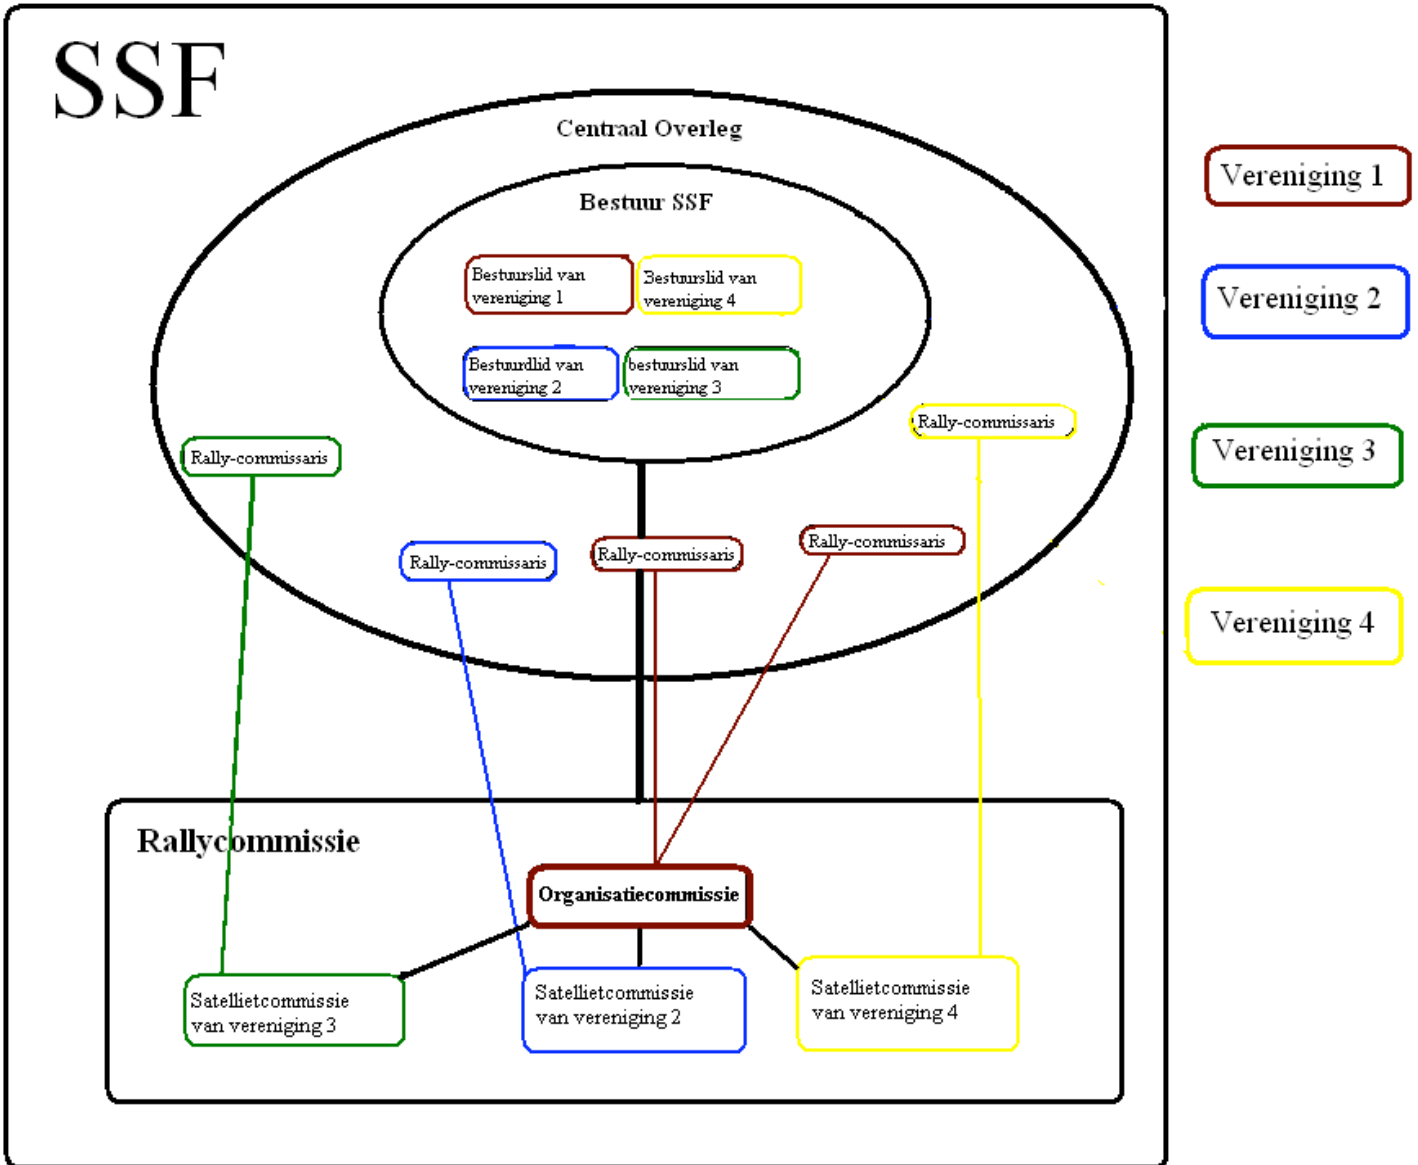 SSF
Centraal Overleg
Bestuur SSF
Bestuurslid van
vereniging 1
Bestuurslid van
vereniging 4
Bestuurdlid van
vereniging 2
bestuurslid van
vereniging 3
Rally-commissaris
Rally-commissaris
Rally-commissaris
Rally-commissaris
Rally-commissaris
Rallycommissie
Organisatiecommissie
Satellietcommissie
van vereniging 3
Satellietcommissie
van vereniging 2
Satellietcommissie
van vereniging 4
Vereniging 1
Vereniging 2
Vereniging 3
Vereniging 4